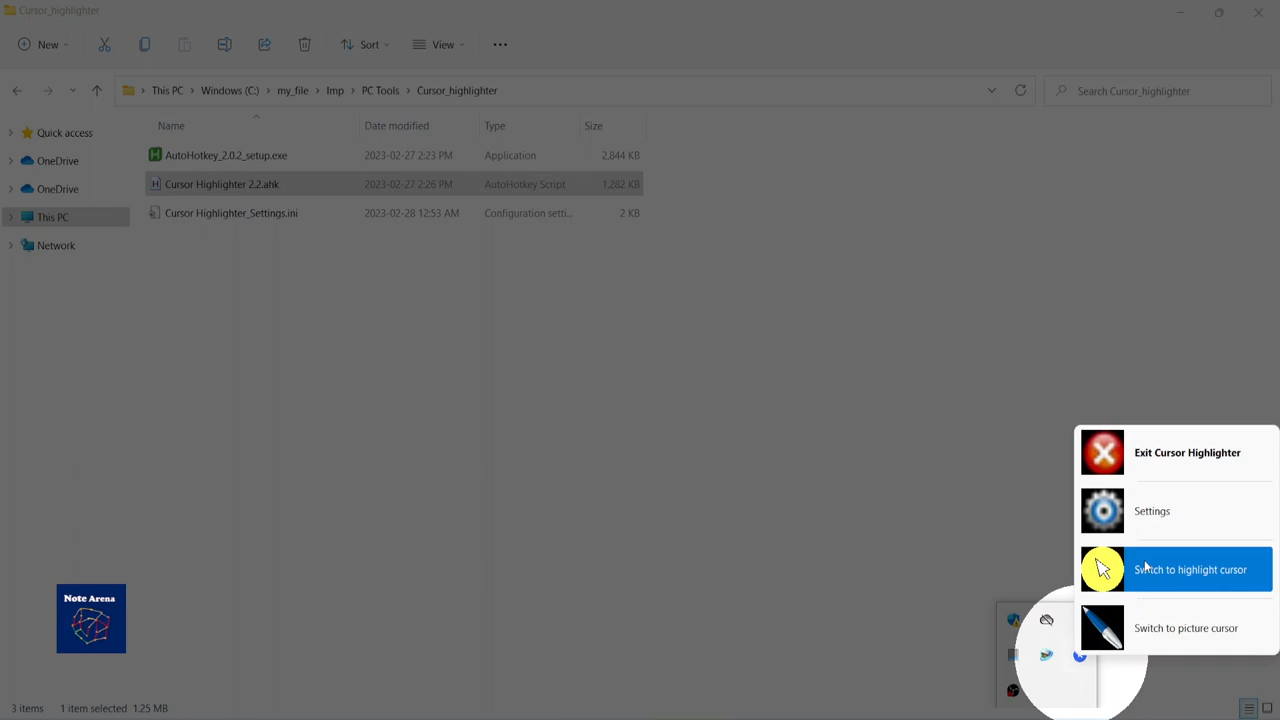 Cursor_highlighter
New
Sort
View
This PC
Windows (C:)
my_file
Imp
PC Tools
Cursor_highlighter
Search Cursor_highlighter
Name
Date modified
Type
Size
Quick access
OneDrive
OneDrive
This PC
Network
AutoHotkey_2.0.2_setup.exe 2023-02-27 2:23 PM Application 2,844 KB
Cursor Highlighter 2.2.ahk 2023-02-27 2:26 PM AutoHotkey Script 1,282 KB
Cursor Highlighter_Settings.ini 2023-02-28 12:53 AM Configuration setti... 2 KB
Exit Cursor Highlighter
Settings
Switch to highlight cursor
Switch to picture cursor
Note Arena
3 items 1 item selected 1.25 MB